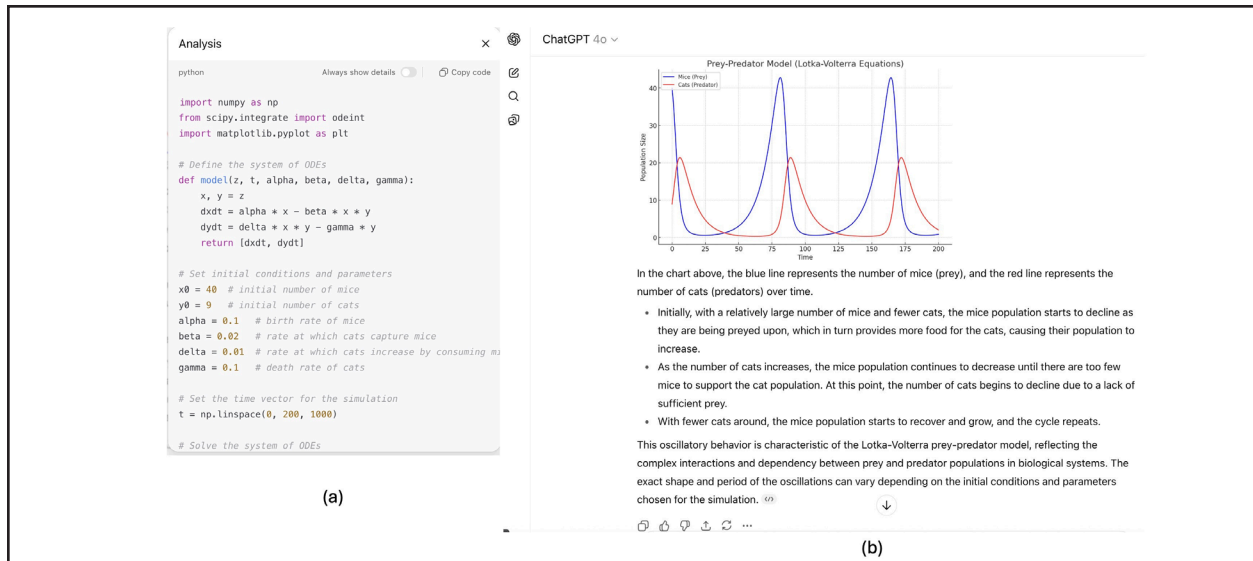 Analysis
python
Always show details
Copy code
import numpy as np
from scipy.integrate import odeint
import matplotlib.pyplot as plt
# Define the system of ODEs
def model(z, t, alpha, beta, delta, gamma):
x, y = z
dxdt = alpha * x - beta * x * y
dydt = delta * x * y - gamma * y
return [dxdt, dydt]
# Set initial conditions and parameters
x0 = 40 # initial number of mice
y0 = 9 # initial number of cats
alpha = 0.1 # birth rate of mice
beta = 0.02 # rate at which cats capture mice
delta = 0.01 # rate at which cats increase by consuming mi
gamma = 0.1 # death rate of cats
# Set the time vector for the simulation
t = np.linspace(0, 200, 1000)
# Solve the system of ODEs
(a)
ChatGPT 4o
Prey-Predator Model (Lotka-Volterra Equations)
Mice (Prey)
Cats (Predator)
Population Size
40
30
20
10
0
0 25 50 75 100 125 150 175 200
Time
In the chart above, the blue line represents the number of mice (prey), and the red line represents the
number of cats (predators) over time.
• Initially, with a relatively large number of mice and fewer cats, the mice population starts to decline as
they are being preyed upon, which in turn provides more food for the cats, causing their population to
increase.
• As the number of cats increases, the mice population continues to decrease until there are too few
mice to support the cat population. At this point, the number of cats begins to decline due to a lack of
sufficient prey.
• With fewer cats around, the mice population starts to recover and grow, and the cycle repeats.
This oscillatory behavior is characteristic of the Lotka-Volterra prey-predator model, reflecting the
complex interactions and dependency between prey and predator populations in biological systems. The
exact shape and period of the oscillations can vary depending on the initial conditions and parameters
chosen for the simulation.
(b)